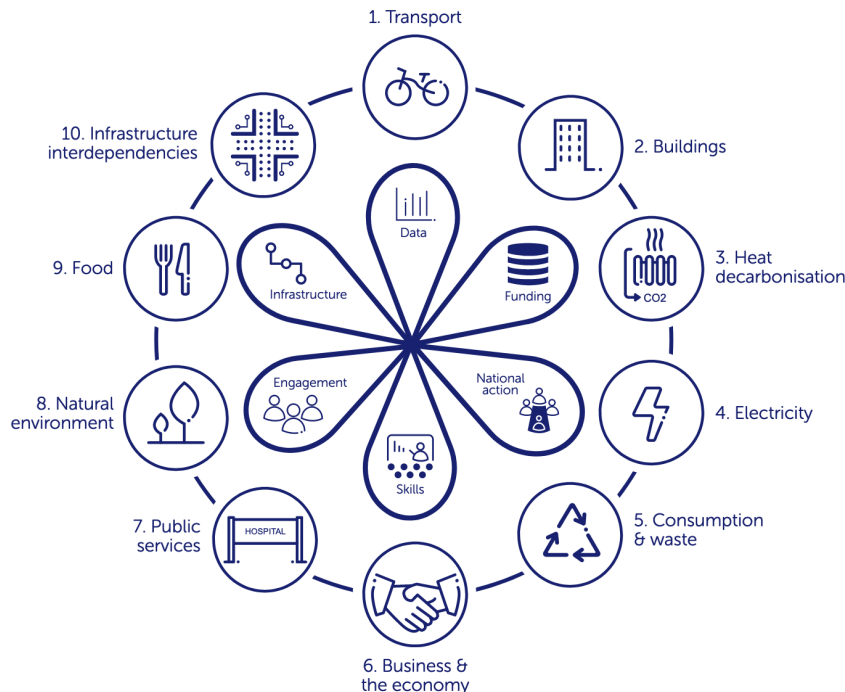 1. Transport
2. Buildings
3. Heat
decarbonisation
CO2
4. Electricity
5. Consumption
& waste
6. Business &
the economy
7. Public
services
HOSPITAL
8. Natural
environment
9. Food
10. Infrastructure
interdependencies
Data
Funding
National
action
Skills
Engagement
Infrastructure